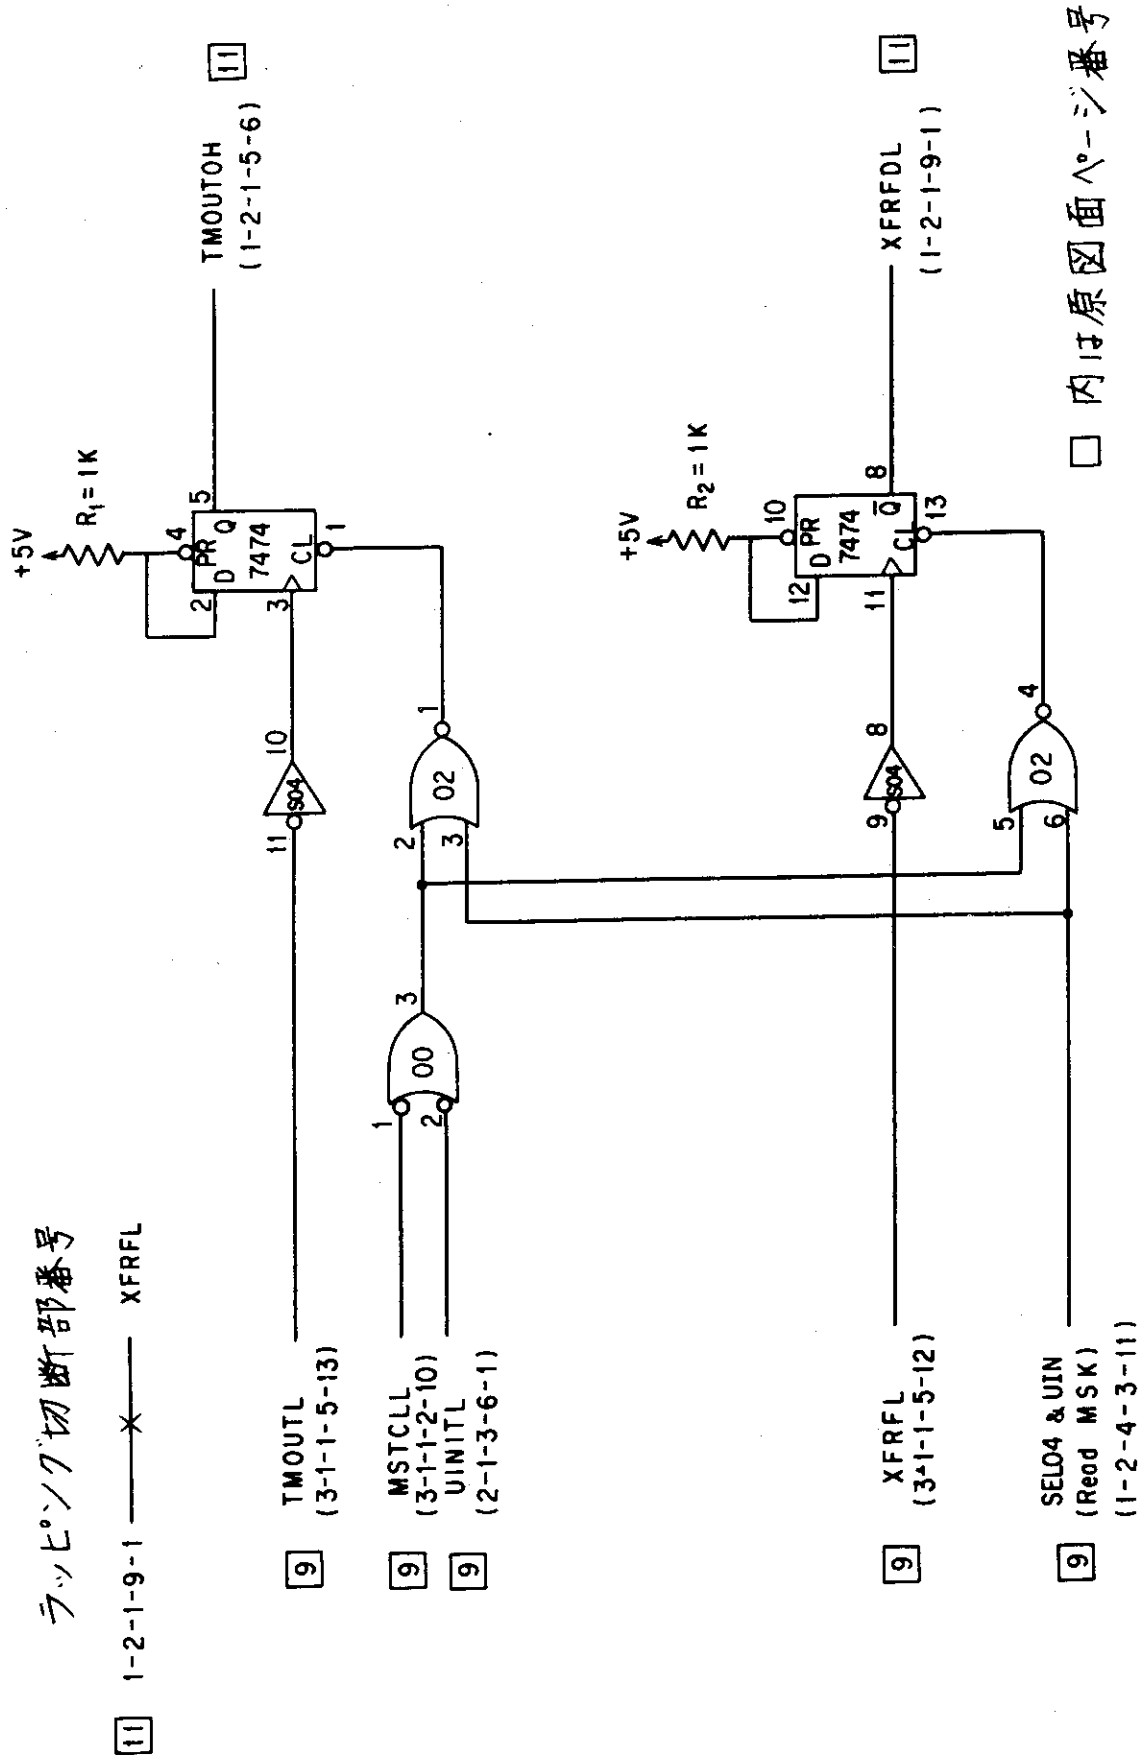 ラッピング切断部番号
11 1-2-1-9-1 XFRFL
9 TMOUTL
(3-1-1-5-13)
9 MSTCLL
(3-1-1-2-10)
9 UINITL
(2-1-3-6-1)
11 10
S04
1 2 3
00
2 3 1
02
+5V
R₁=1K
4
PR
2 D Q 5
7474
3 CL
1
TMOUTOH 11
(1-2-1-5-6)
9 XFRFL
(3-1-1-5-12)
9 SEL04 & UIN
(Read MSK)
(1-2-4-3-11)
9 8
S04
5 6 4
02
+5V
R₂=1K
10
PR
12 D
7474
11 Q̅ 8
CL
13
XFRFDL 11
(1-2-1-9-1)
□ 内は原図面ページ番号